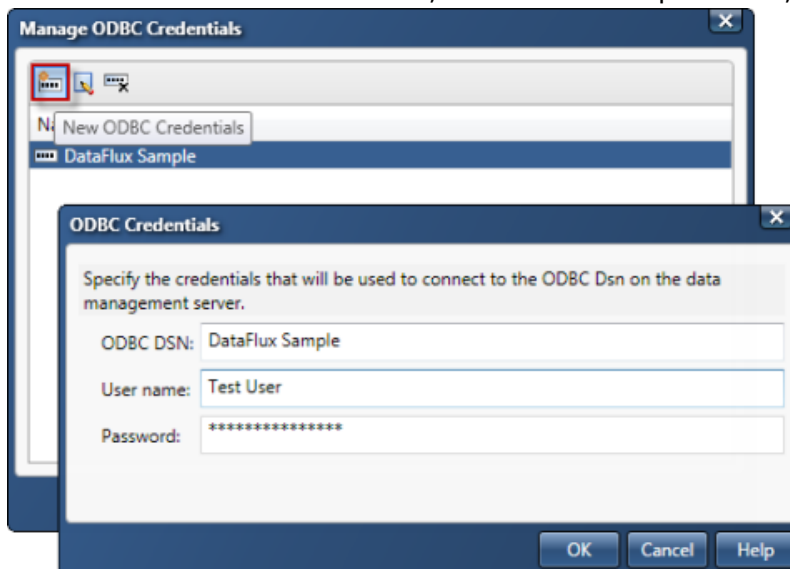 Manage ODBC Credentials
Na
New ODBC Credentials
DataFlux Sample
ODBC Credentials
Specify the credentials that will be used to connect to the ODBC Dsn on the data
management server.
ODBC DSN: DataFlux Sample
User name: Test User
Password: ***************
OK Cancel Help